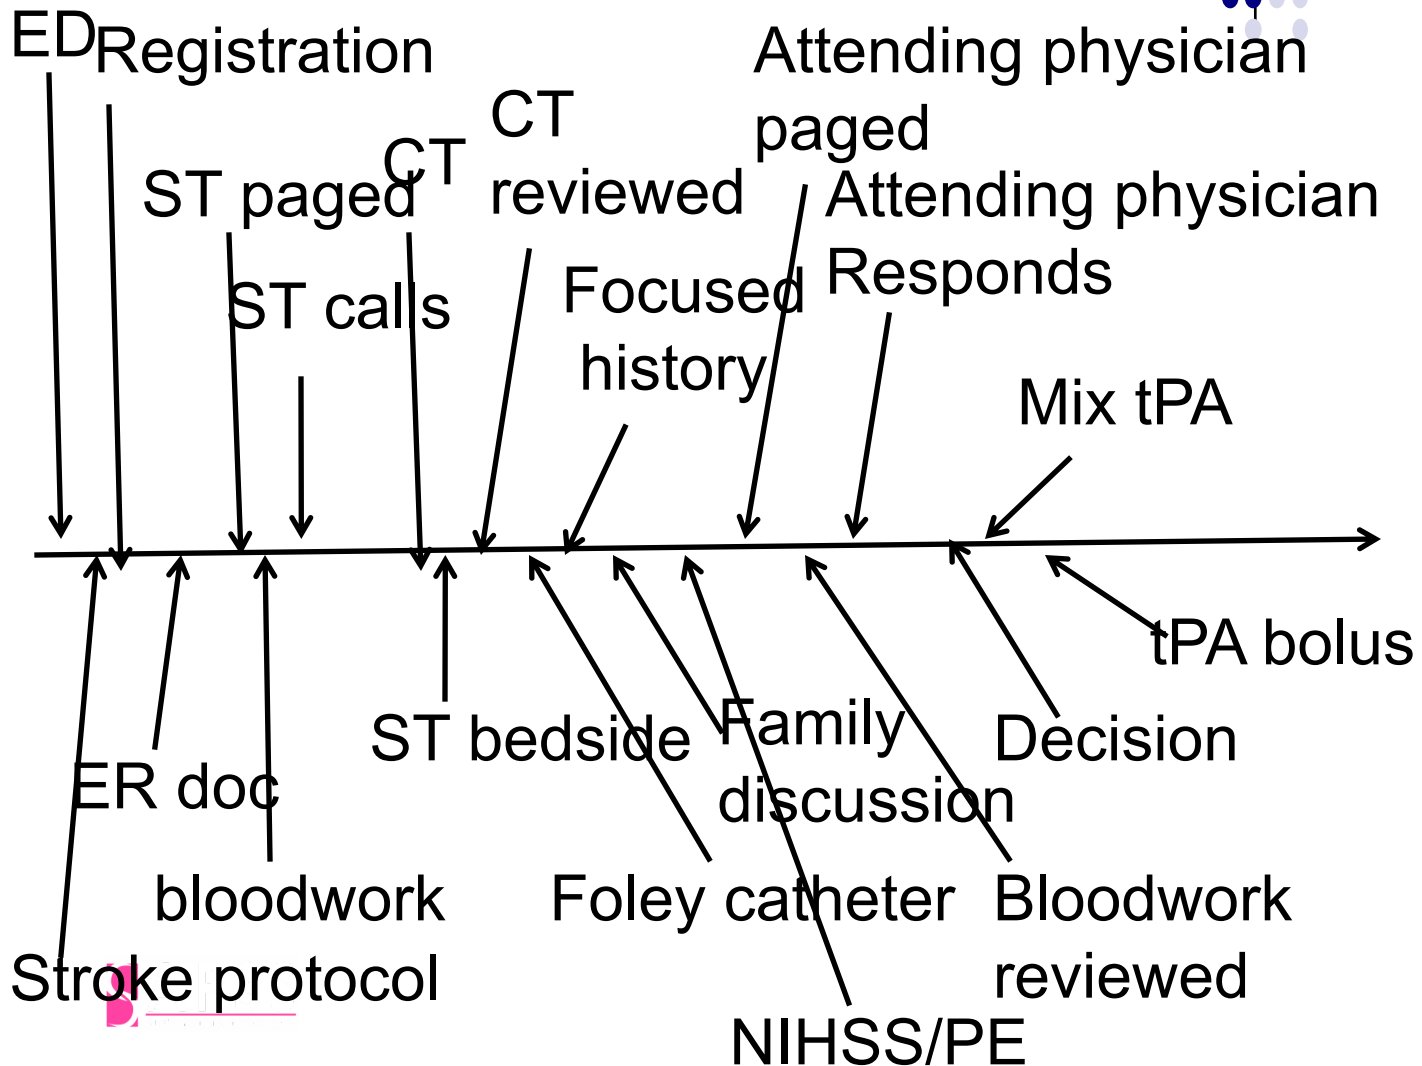 ED
Registration
Attending physician
paged
CT
CT
reviewed
ST paged
Attending physician
Responds
ST calls
Focused
history
Mix tPA
tPA bolus
ST bedside
Family
discussion
Decision
ER doc
bloodwork
Foley catheter
Bloodwork
reviewed
Stroke protocol
NIHSS/PE